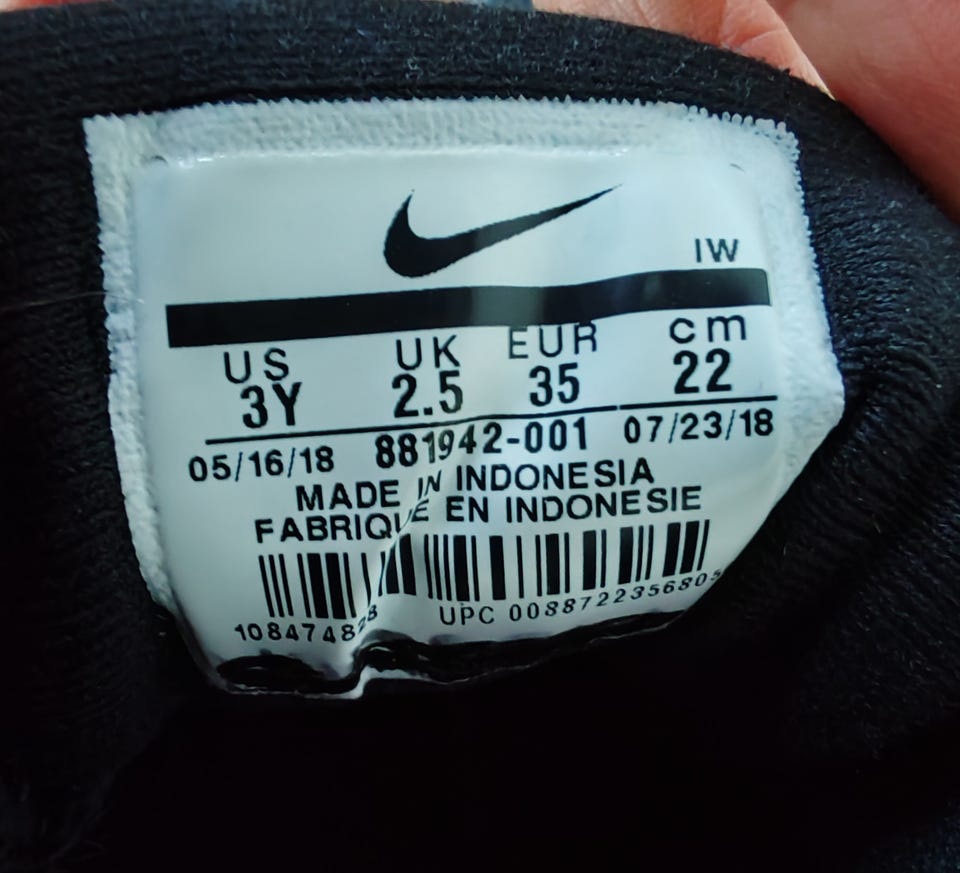 IW
US UK EUR cm
3Y 2.5 35 22
05/16/18 881942-001 07/23/18
MADE IN INDONESIA
FABRIQUE EN INDONESIE
UPC 0088722356805